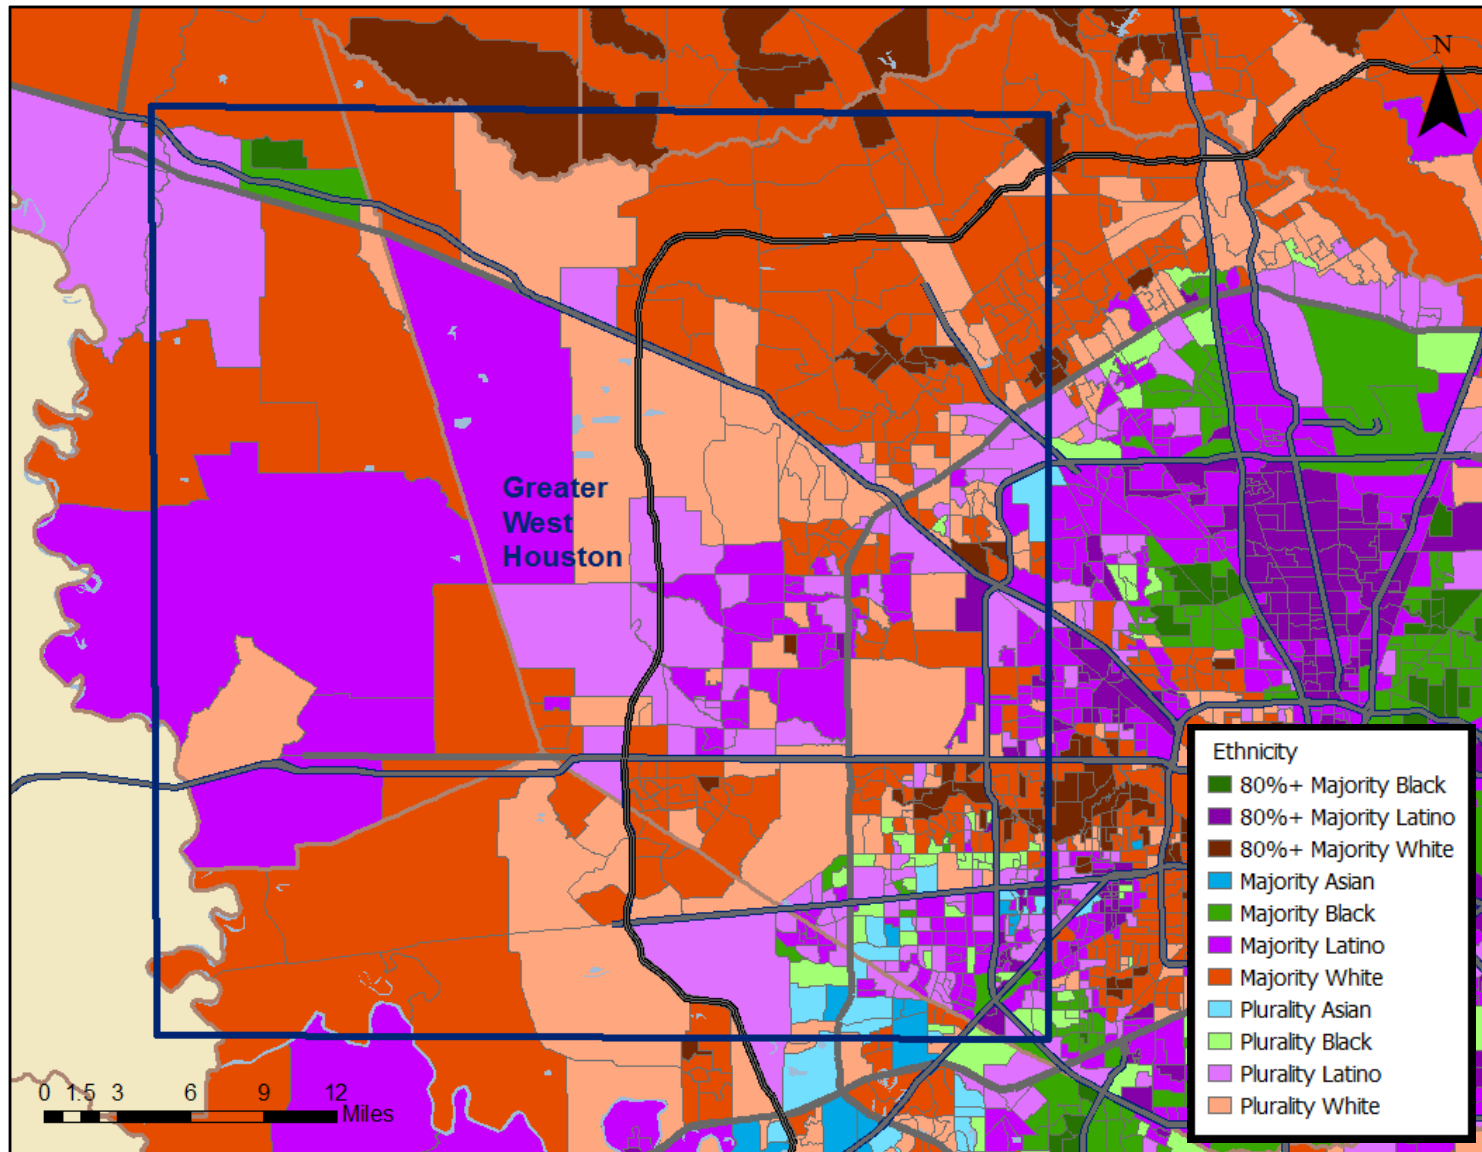 N
Greater
West
Houston
Ethnicity
80%+ Majority Black
80%+ Majority Latino
80%+ Majority White
Majority Asian
Majority Black
Majority Latino
Majority White
Plurality Asian
Plurality Black
Plurality Latino
Plurality White
0 1.5 3 6 9 12
Miles